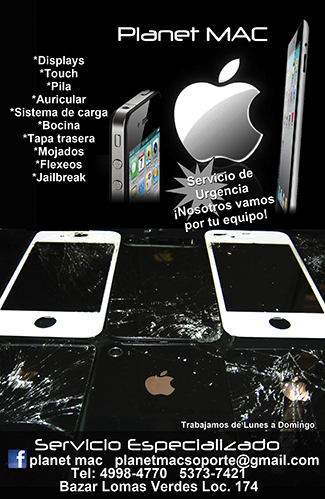 Planet MAC
*Displays
*Touch
*Pila
*Auricular
*Sistema de carga
*Bocina
*Tapa trasera
*Mojados
*Flexeos
*Jailbreak
Servicio de
Urgencia
¡Nosotros vamos
por tu equipo!
Trabajamos de Lunes a Domingo
Servicio Especializado
f planet mac planetmacsoporte@gmail.com
Tel: 4998-4770 5373-7421
Bazar Lomas Verdes Loc. 174